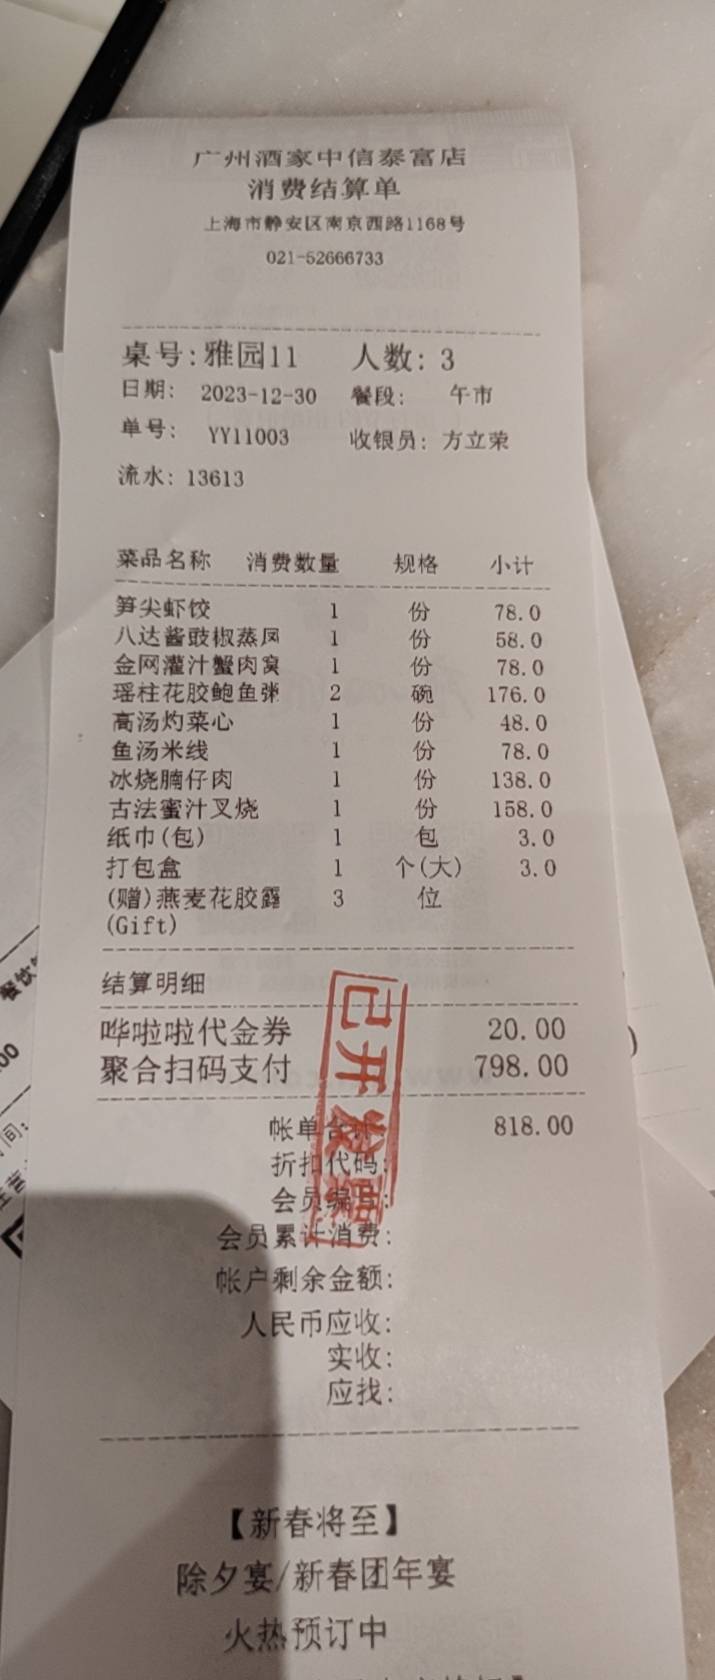 广州酒家中信泰富店
消费结算单
上海市静安区南京西路1168号
021-52666733
桌号:雅园11 人数: 3
日期: 2023-12-30 餐段: 午市
单号: YY11003 收银员: 方立荣
流水: 13613
菜品名称 消费数量 规格 小计
笋尖虾饺 1 份 78.0
八达酱豉椒蒸凤 1 份 58.0
金网灌汁蟹肉窝 1 份 78.0
瑶柱花胶鲍鱼粥 2 碗 176.0
高汤灼菜心 1 份 48.0
鱼汤米线 1 份 78.0
冰烧腩仔肉 1 份 138.0
古法蜜汁叉烧 1 份 158.0
纸巾(包) 1 包 3.0
打包盒 1 个(大) 3.0
(赠)燕麦花胶露 3 位
(Gift)
结算明细
哗啦啦代金券 20.00
聚合扫码支付 798.00
已开发票
帐单合计 818.00
折扣代码:
会员编号:
会员累计消费:
帐户剩余金额:
人民币应收:
实收:
应找:
【新春将至】
除夕宴/新春团年宴
火热预订中